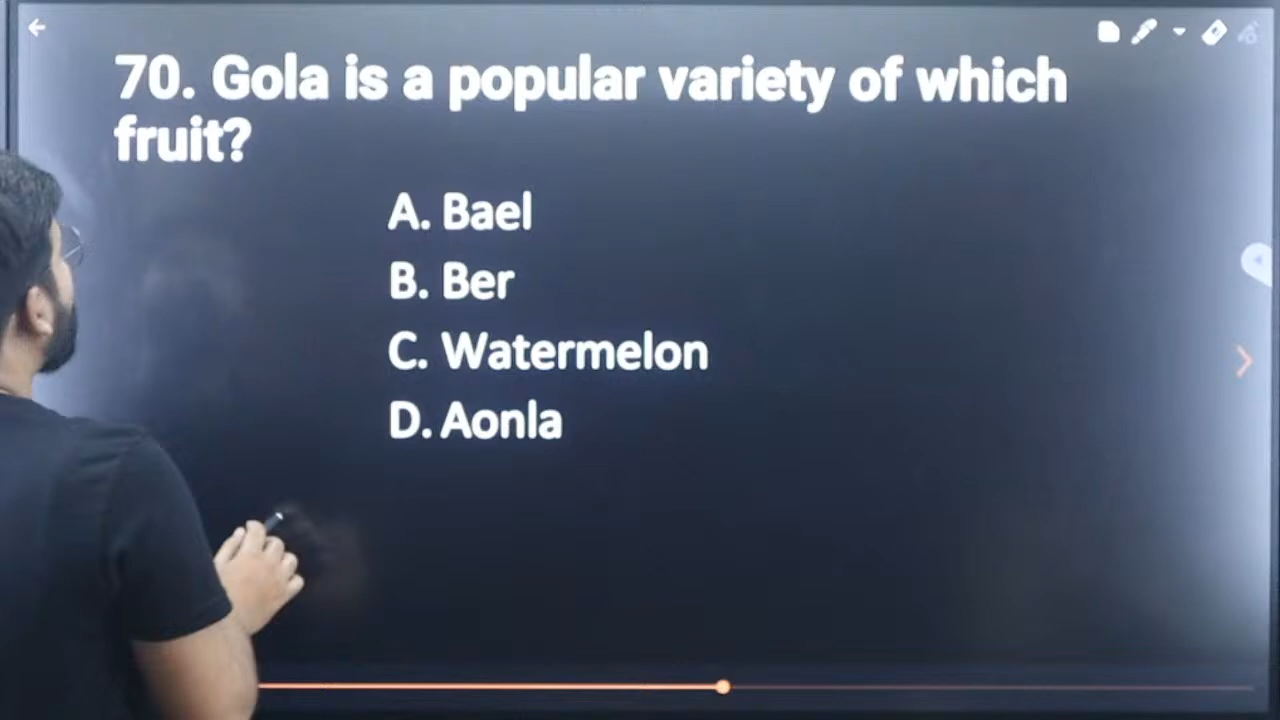 70. Gola is a popular variety of which
fruit?
A. Bael
B. Ber
C. Watermelon
D. Aonla